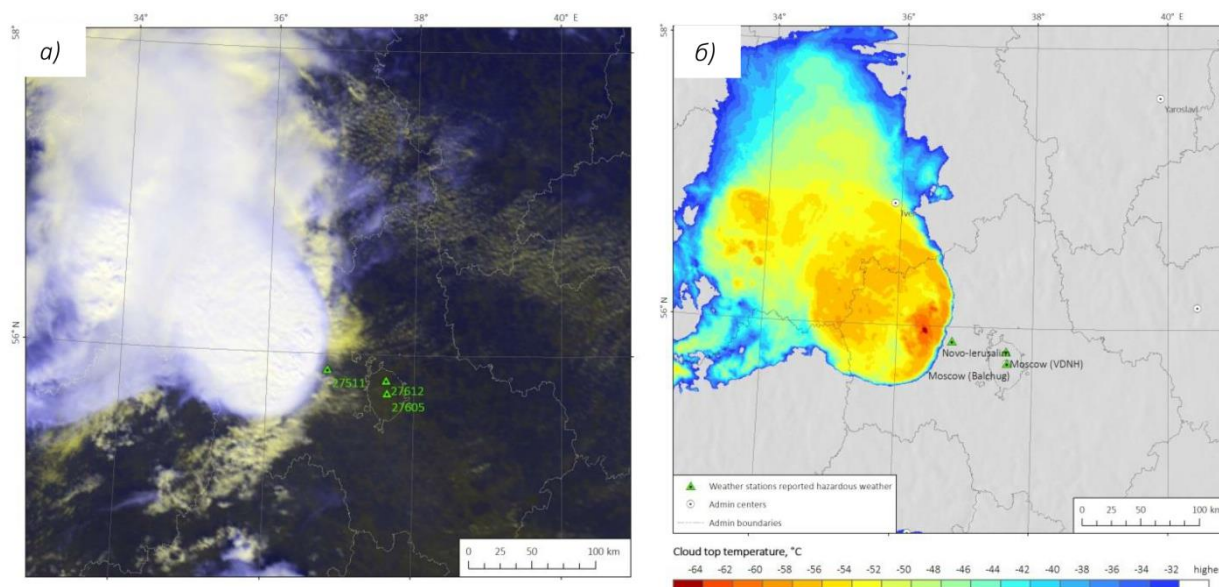 34°
36°
38°
40° E
58°
а)
56° N
27511
27612
27605
0 25 50 100 km
34°
36°
38°
40° E
58°
б)
Yaroslavl
56° N
Novo-Ierusalim
Moscow (VDNH)
Moscow (Balchug)
Weather stations reported hazardous weather
Admin centers
Admin boundaries
0 25 50 100 km
Cloud top temperature, °C
-64 -62 -60 -58 -56 -54 -52 -50 -48 -46 -44 -42 -40 -38 -36 -34 -32 higher